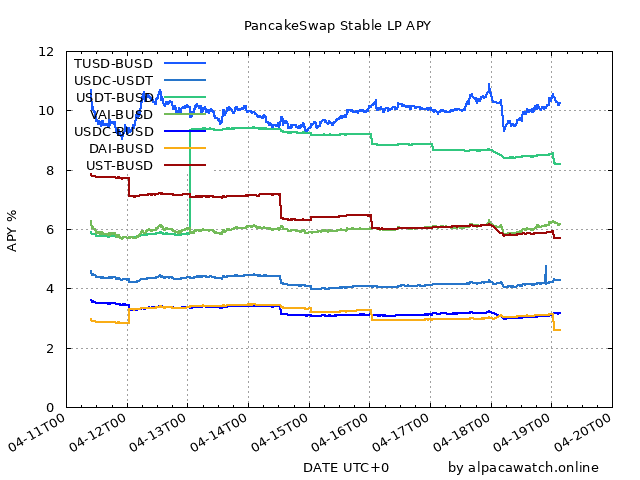 PancakeSwap Stable LP APY
12
10
8
6
4
2
0
APY %
TUSD-BUSD
USDC-USDT
USDT-BUSD
VAI-BUSD
USDC-BUSD
DAI-BUSD
UST-BUSD
04-11T00
04-12T00
04-13T00
04-14T00
04-15T00
04-16T00
04-17T00
04-18T00
04-19T00
04-20T00
DATE UTC+0
by alpacawatch.online